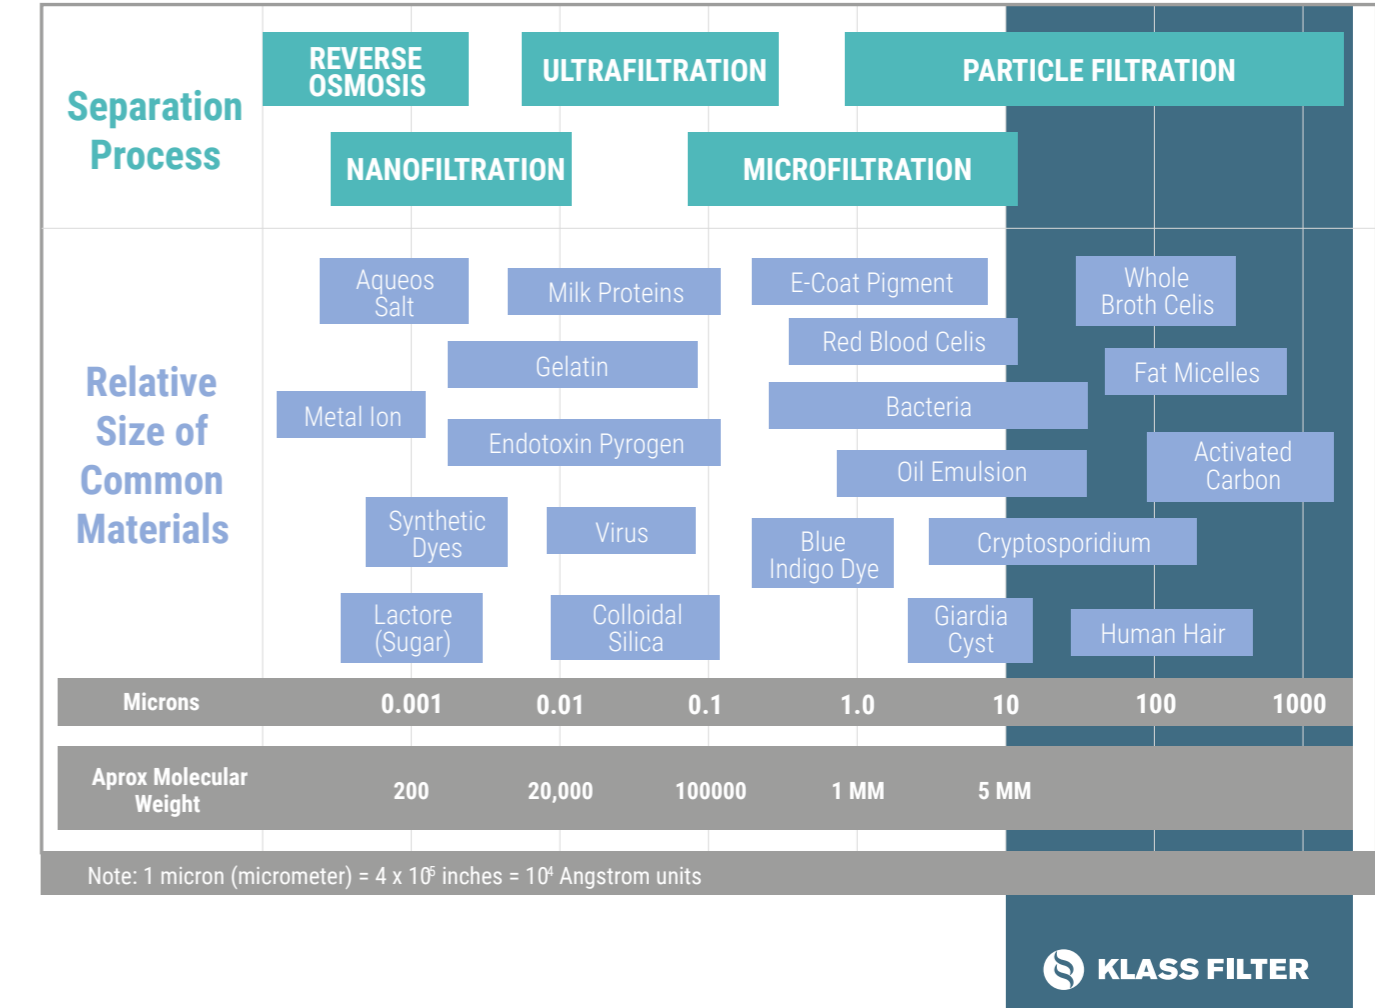 REVERSE
OSMOSIS
ULTRAFILTRATION
PARTICLE FILTRATION
Separation
Process
NANOFILTRATION
MICROFILTRATION
Aqueos
Salt
Milk Proteins
E-Coat Pigment
Whole
Broth Celis
Red Blood Celis
Gelatin
Fat Micelles
Relative
Size of
Common
Materials
Metal Ion
Bacteria
Endotoxin Pyrogen
Oil Emulsion
Activated
Carbon
Synthetic
Dyes
Virus
Blue
Indigo Dye
Cryptosporidium
Lactore
(Sugar)
Colloidal
Silica
Giardia
Cyst
Human Hair
Microns 0.001 0.01 0.1 1.0 10 100 1000
Aprox Molecular
Weight
200 20,000 100000 1 MM 5 MM
Note: 1 micron (micrometer) = 4 x 10⁵ inches = 10⁴ Angstrom units
KLASS FILTER